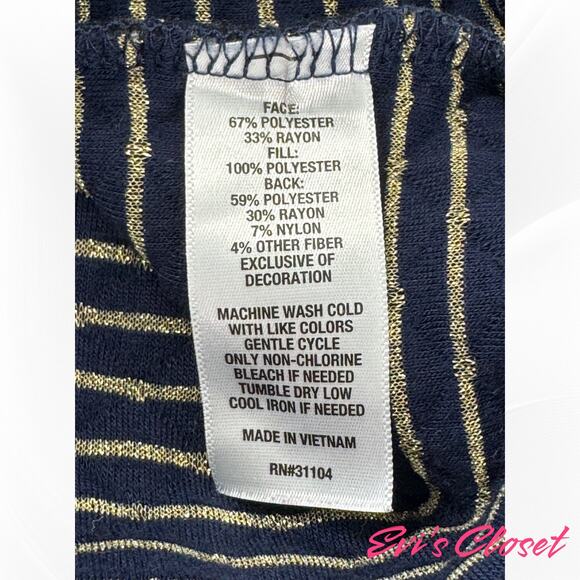 FACE:
67% POLYESTER
33% RAYON
FILL:
100% POLYESTER
BACK:
59% POLYESTER
30% RAYON
7% NYLON
4% OTHER FIBER
EXCLUSIVE OF
DECORATION
MACHINE WASH COLD
WITH LIKE COLORS
GENTLE CYCLE
ONLY NON-CHLORINE
BLEACH IF NEEDED
TUMBLE DRY LOW
COOL IRON IF NEEDED
MADE IN VIETNAM
RN#31104
Evi's Closet